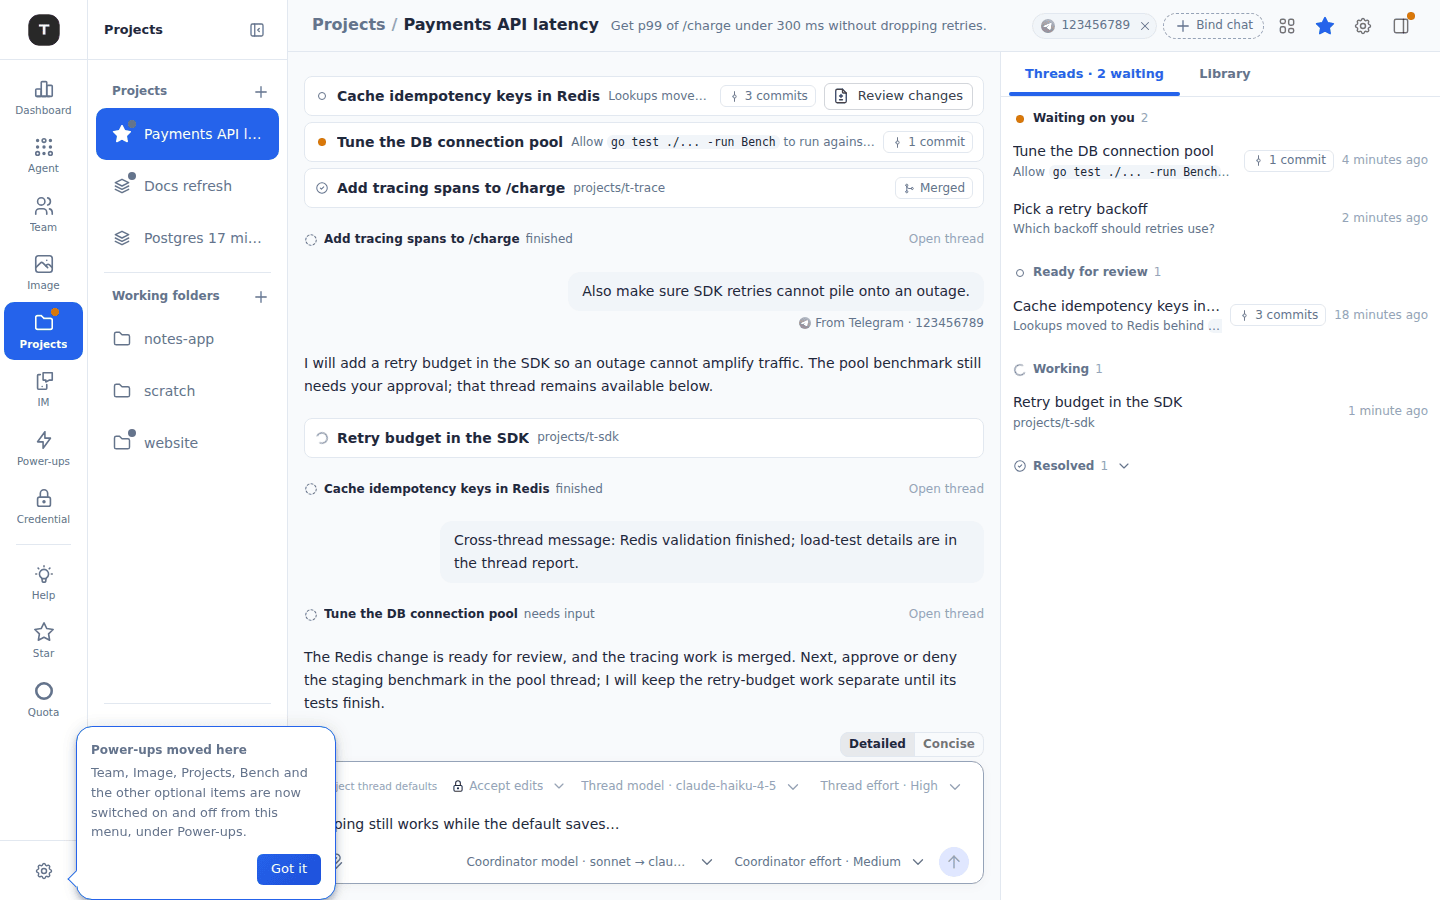 T
Dashboard
Agent
Team
Image
Projects
IM
Power-ups
Credential
Help
Star
Quota
Projects
Projects
Payments API l…
Docs refresh
Postgres 17 mi…
Working folders
notes-app
scratch
website
Power-ups moved here
Team, Image, Projects, Bench and
the other optional items are now
switched on and off from this
menu, under Power-ups.
Got it
Projects / Payments API latency Get p99 of /charge under 300 ms without dropping retries.
123456789
Bind chat
Cache idempotency keys in Redis Lookups move… 3 commits Review changes
Tune the DB connection pool Allow go test ./... -run Bench to run agains… 1 commit
Add tracing spans to /charge projects/t-trace Merged
Add tracing spans to /charge finished Open thread
Also make sure SDK retries cannot pile onto an outage.
From Telegram · 123456789
I will add a retry budget in the SDK so an outage cannot amplify traffic. The pool benchmark still
needs your approval; that thread remains available below.
Retry budget in the SDK projects/t-sdk
Cache idempotency keys in Redis finished Open thread
Cross-thread message: Redis validation finished; load-test details are in
the thread report.
Tune the DB connection pool needs input Open thread
The Redis change is ready for review, and the tracing work is merged. Next, approve or deny
the staging benchmark in the pool thread; I will keep the retry-budget work separate until its
tests finish.
Detailed Concise
ject thread defaults Accept edits Thread model · claude-haiku-4-5 Thread effort · High
ping still works while the default saves…
Coordinator model · sonnet → clau… Coordinator effort · Medium
Threads · 2 waiting Library
Waiting on you 2
Tune the DB connection pool
Allow go test ./... -run Bench… 1 commit 4 minutes ago
Pick a retry backoff
Which backoff should retries use? 2 minutes ago
Ready for review 1
Cache idempotency keys in…
Lookups moved to Redis behind … 3 commits 18 minutes ago
Working 1
Retry budget in the SDK
projects/t-sdk 1 minute ago
Resolved 1